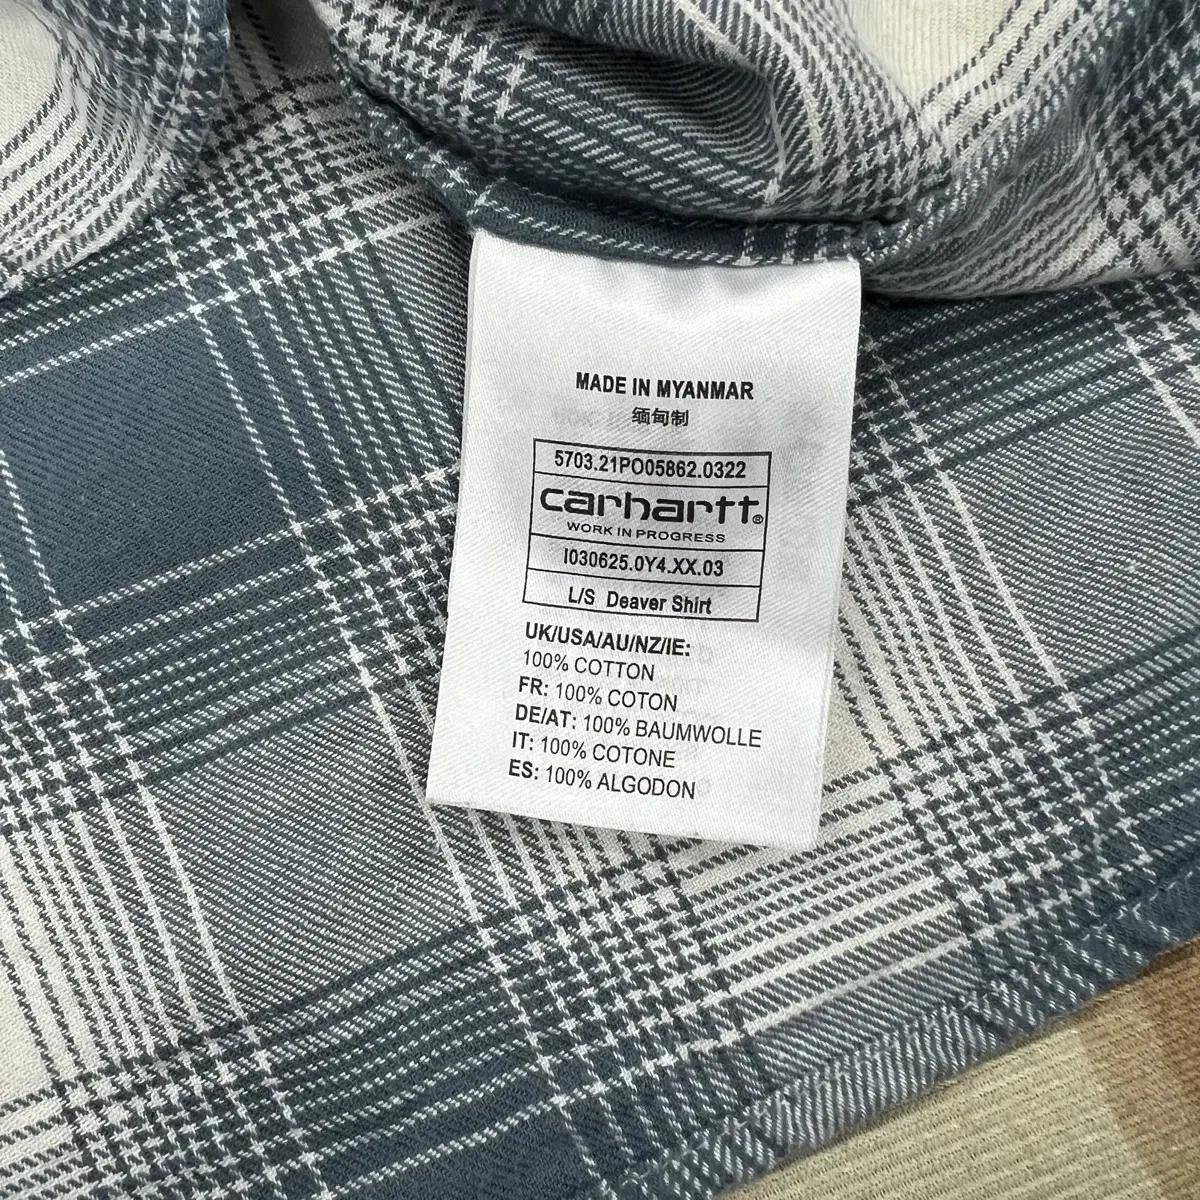 MADE IN MYANMAR
缅甸制
5703.21PO05862.0322
carhartt®
WORK IN PROGRESS
I030625.0Y4.XX.03
L/S Deaver Shirt
UK/USA/AU/NZ/IE:
100% COTTON
FR: 100% COTON
DE/AT: 100% BAUMWOLLE
IT: 100% COTONE
ES: 100% ALGODON